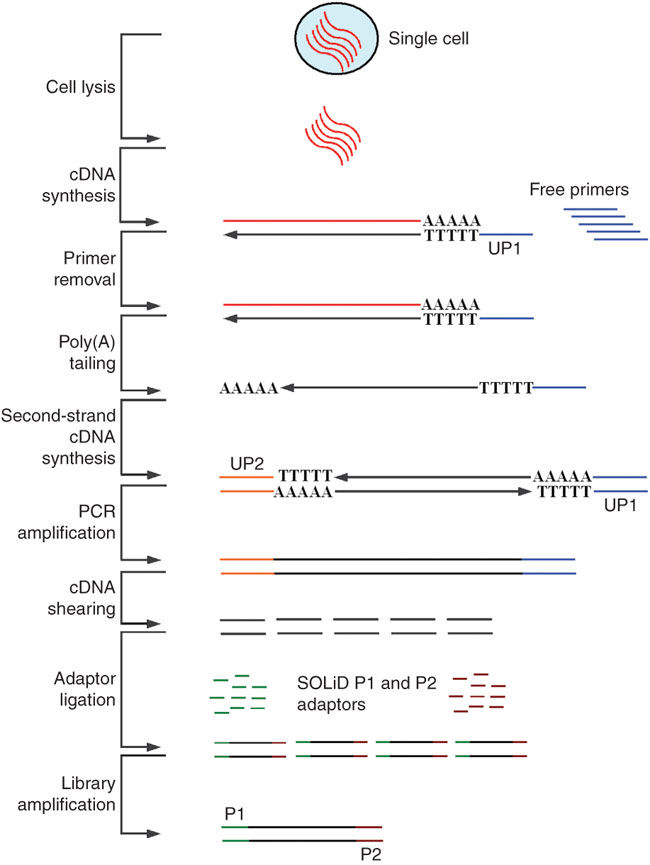 Single cell
Cell lysis
cDNA
synthesis
Free primers
AAAAA
TTTTT
UP1
Primer
removal
AAAAA
TTTTT
Poly(A)
tailing
AAAAA
TTTTT
Second-strand
cDNA
synthesis
UP2
TTTTT
AAAAA
AAAAA
TTTTT
UP1
PCR
amplification
cDNA
shearing
Adaptor
ligation
SOLiD P1 and P2
adaptors
Library
amplification
P1
P2